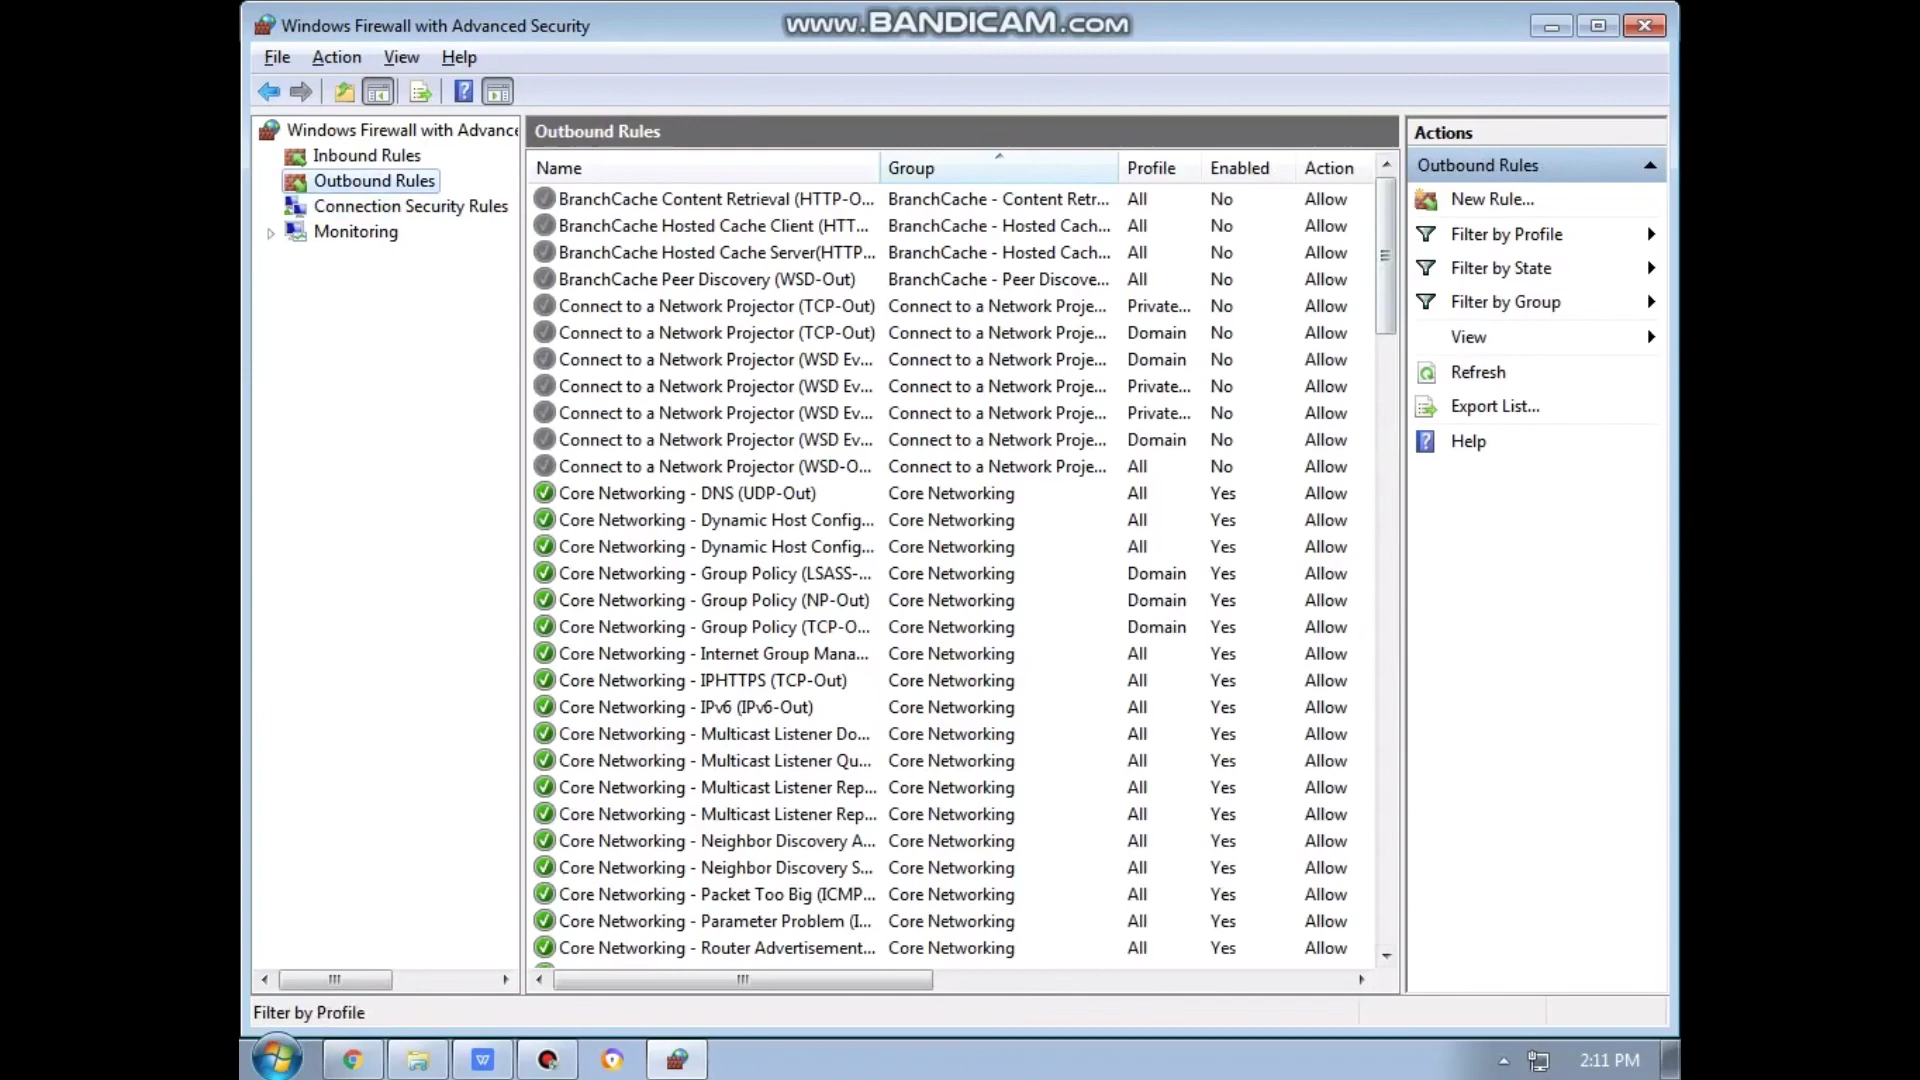 Windows Firewall with Advanced Security
www.BANDICAM.com
File Action View Help
Windows Firewall with Advance
Inbound Rules
Outbound Rules
Connection Security Rules
Monitoring
Outbound Rules
Name Group Profile Enabled Action
BranchCache Content Retrieval (HTTP-O... BranchCache - Content Retr... All No Allow
BranchCache Hosted Cache Client (HTT... BranchCache - Hosted Cach... All No Allow
BranchCache Hosted Cache Server(HTTP... BranchCache - Hosted Cach... All No Allow
BranchCache Peer Discovery (WSD-Out) BranchCache - Peer Discove... All No Allow
Connect to a Network Projector (TCP-Out) Connect to a Network Proje... Private... No Allow
Connect to a Network Projector (TCP-Out) Connect to a Network Proje... Domain No Allow
Connect to a Network Projector (WSD Ev... Connect to a Network Proje... Domain No Allow
Connect to a Network Projector (WSD Ev... Connect to a Network Proje... Private... No Allow
Connect to a Network Projector (WSD Ev... Connect to a Network Proje... Private... No Allow
Connect to a Network Projector (WSD Ev... Connect to a Network Proje... Domain No Allow
Connect to a Network Projector (WSD-O... Connect to a Network Proje... All No Allow
Core Networking - DNS (UDP-Out) Core Networking All Yes Allow
Core Networking - Dynamic Host Config... Core Networking All Yes Allow
Core Networking - Dynamic Host Config... Core Networking All Yes Allow
Core Networking - Group Policy (LSASS-... Core Networking Domain Yes Allow
Core Networking - Group Policy (NP-Out) Core Networking Domain Yes Allow
Core Networking - Group Policy (TCP-O... Core Networking Domain Yes Allow
Core Networking - Internet Group Mana... Core Networking All Yes Allow
Core Networking - IPHTTPS (TCP-Out) Core Networking All Yes Allow
Core Networking - IPv6 (IPv6-Out) Core Networking All Yes Allow
Core Networking - Multicast Listener Do... Core Networking All Yes Allow
Core Networking - Multicast Listener Qu... Core Networking All Yes Allow
Core Networking - Multicast Listener Rep... Core Networking All Yes Allow
Core Networking - Multicast Listener Rep... Core Networking All Yes Allow
Core Networking - Neighbor Discovery A... Core Networking All Yes Allow
Core Networking - Neighbor Discovery S... Core Networking All Yes Allow
Core Networking - Packet Too Big (ICMP... Core Networking All Yes Allow
Core Networking - Parameter Problem (I... Core Networking All Yes Allow
Core Networking - Router Advertisement... Core Networking All Yes Allow
Actions
Outbound Rules
New Rule...
Filter by Profile
Filter by State
Filter by Group
View
Refresh
Export List...
Help
Filter by Profile
2:11 PM